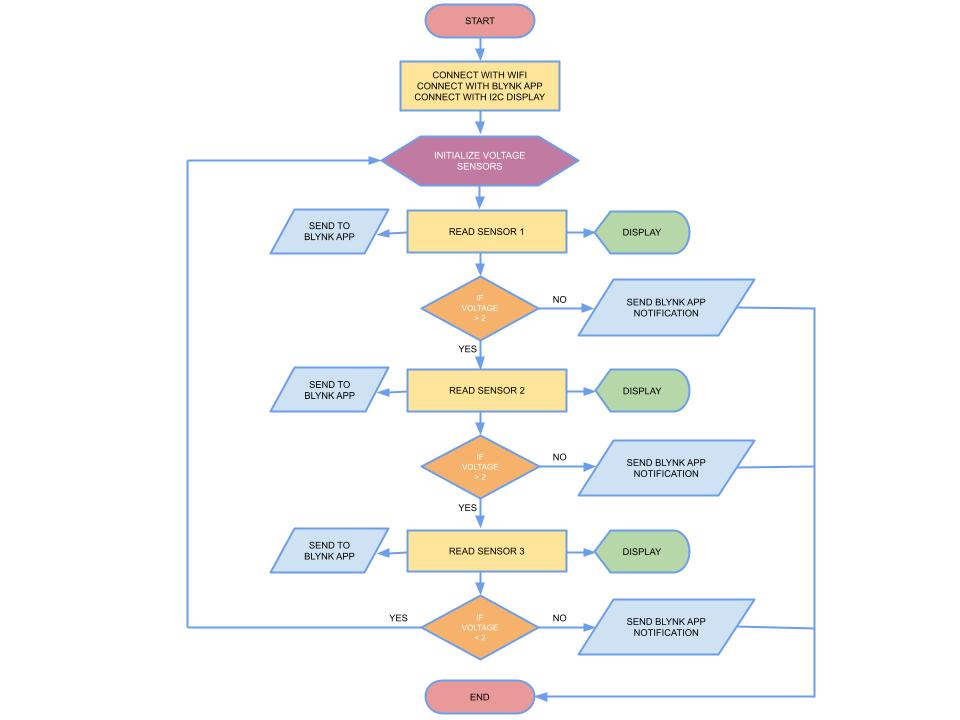 START
CONNECT WITH WIFI
CONNECT WITH BLYNK APP
CONNECT WITH I2C DISPLAY
INITIALIZE VOLTAGE
SENSORS
SEND TO
BLYNK APP
READ SENSOR 1
DISPLAY
IF
VOLTAGE
> 2
NO
SEND BLYNK APP
NOTIFICATION
YES
SEND TO
BLYNK APP
READ SENSOR 2
DISPLAY
IF
VOLTAGE
> 2
NO
SEND BLYNK APP
NOTIFICATION
YES
SEND TO
BLYNK APP
READ SENSOR 3
DISPLAY
YES
IF
VOLTAGE
< 2
NO
SEND BLYNK APP
NOTIFICATION
END